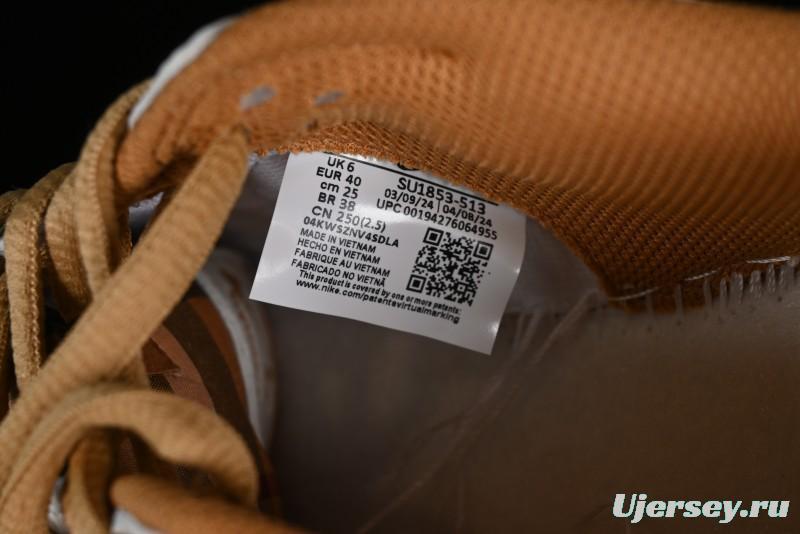 UK 6
EUR 40
cm 25
BR 38
CN 250(2.5)
04KWSZNV4SDLA
MADE IN VIETNAM
HECHO EN VIETNAM
FABRIQUE AU VIETNAM
FABRICADO NO VIETNÃ
This product is covered by one or more patents:
www.nike.com/patentevirtualmarking
SU1853-513
03/09/24 | 04/08/24
UPC 00194276064955
Ujersey.ru